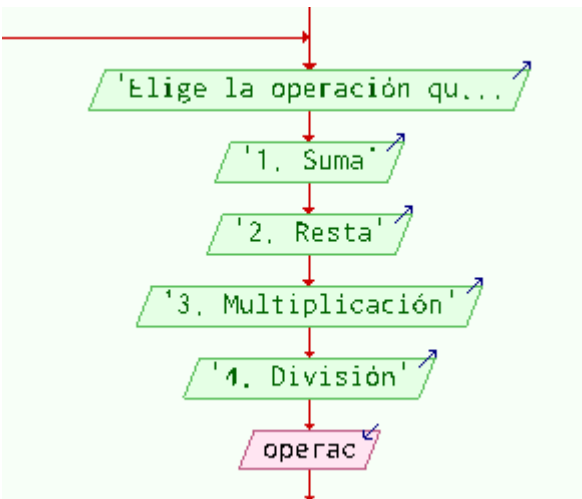 'Elige la operación qu...
'1. Suma'
'2. Resta'
'3. Multiplicación'
'4. División'
operac